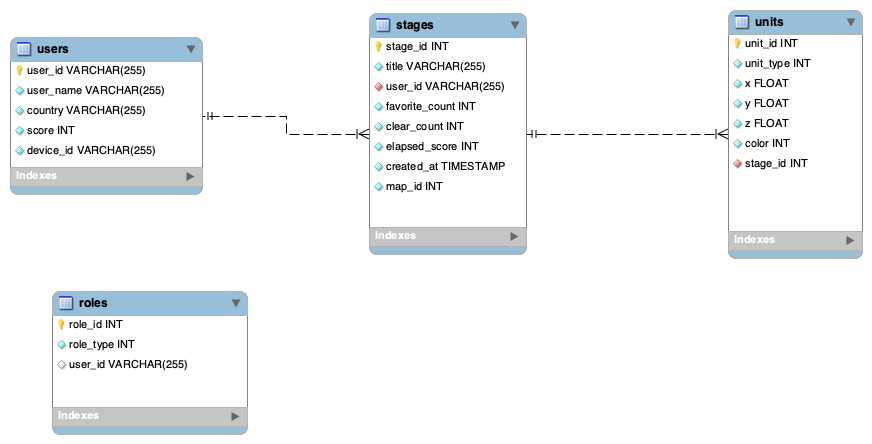 users
user_id VARCHAR(255)
user_name VARCHAR(255)
country VARCHAR(255)
score INT
device_id VARCHAR(255)
Indexes
stages
stage_id INT
title VARCHAR(255)
user_id VARCHAR(255)
favorite_count INT
clear_count INT
elapsed_score INT
created_at TIMESTAMP
map_id INT
Indexes
units
unit_id INT
unit_type INT
x FLOAT
y FLOAT
z FLOAT
color INT
stage_id INT
Indexes
roles
role_id INT
role_type INT
user_id VARCHAR(255)
Indexes